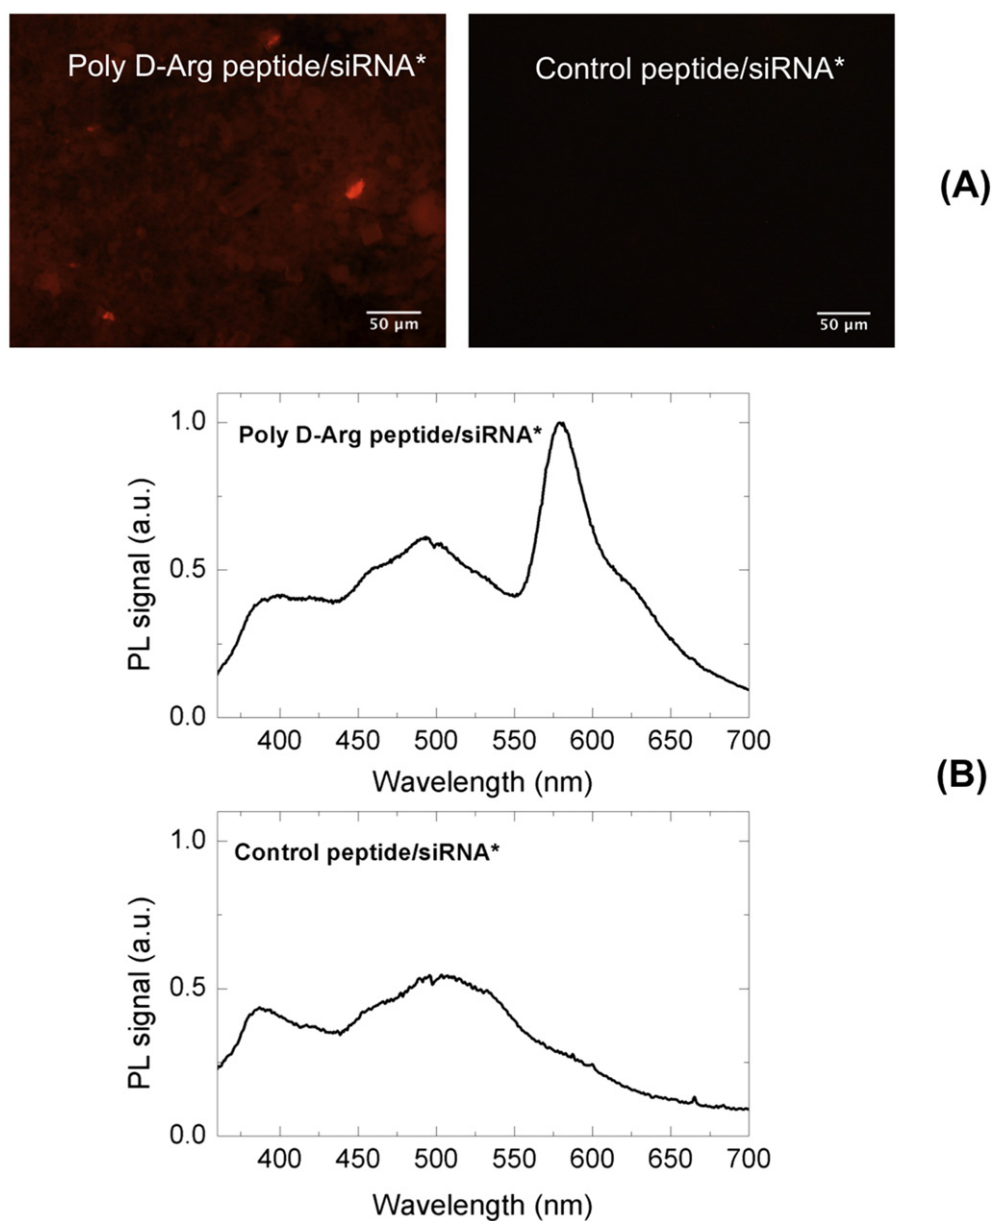 Poly D-Arg peptide/siRNA*
Control peptide/siRNA*
(A)
50 µm
50 µm
1.0
Poly D-Arg peptide/siRNA*
PL signal (a.u.)
0.5
0.0
400 450 500 550 600 650 700
Wavelength (nm)
(B)
1.0
Control peptide/siRNA*
PL signal (a.u.)
0.5
0.0
400 450 500 550 600 650 700
Wavelength (nm)